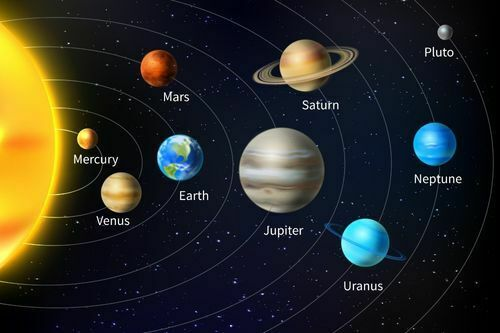 Pluto
Mars
Saturn
Mercury
Neptune
Earth
Venus
Jupiter
Uranus